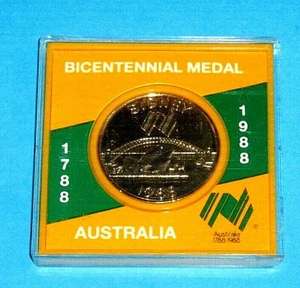 BICENTENNIAL MEDAL
1788
1988
SYDNEY
1988
AUSTRALIA
Australia
1788-1988